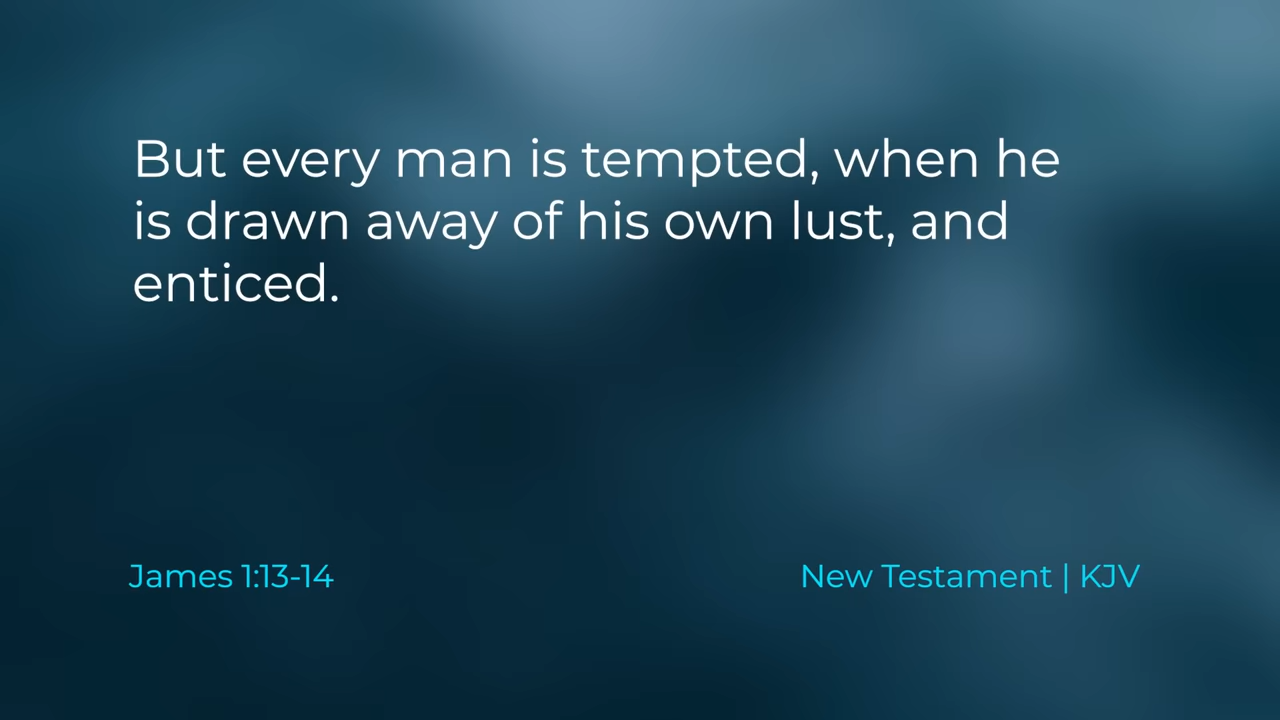 But every man is tempted, when he
is drawn away of his own lust, and
enticed.
James 1:13-14
New Testament | KJV